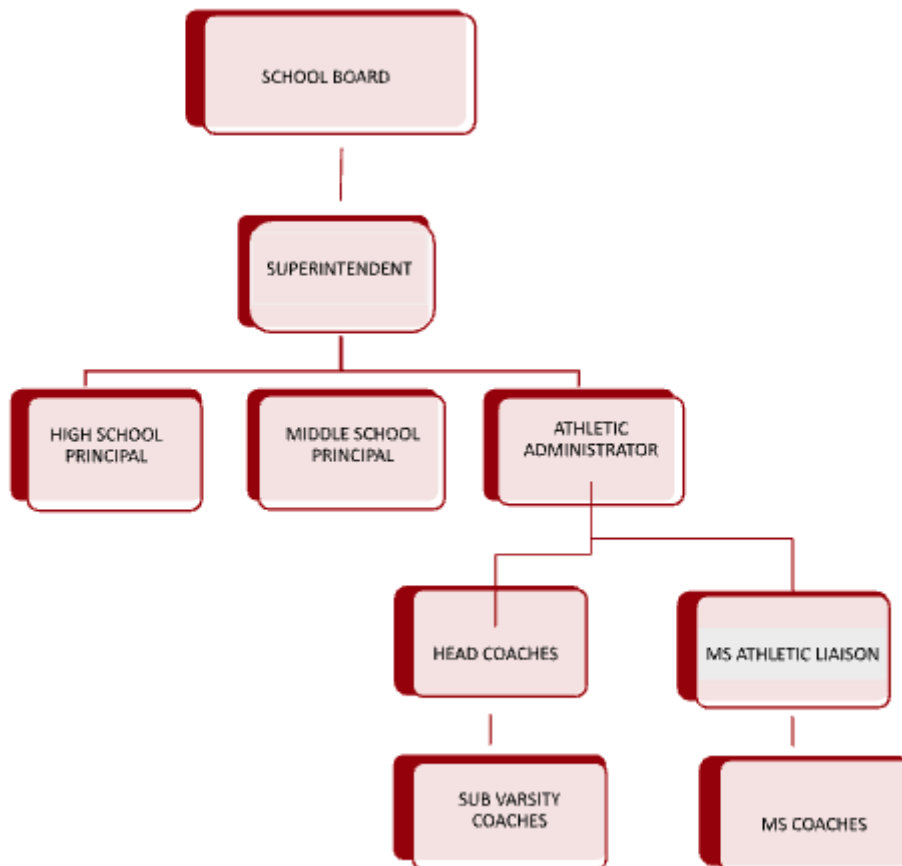 SCHOOL BOARD
SUPERINTENDENT
HIGH SCHOOL
PRINCIPAL
MIDDLE SCHOOL
PRINCIPAL
ATHLETIC
ADMINISTRATOR
HEAD COACHES
MS ATHLETIC LIAISON
SUB VARSITY
COACHES
MS COACHES